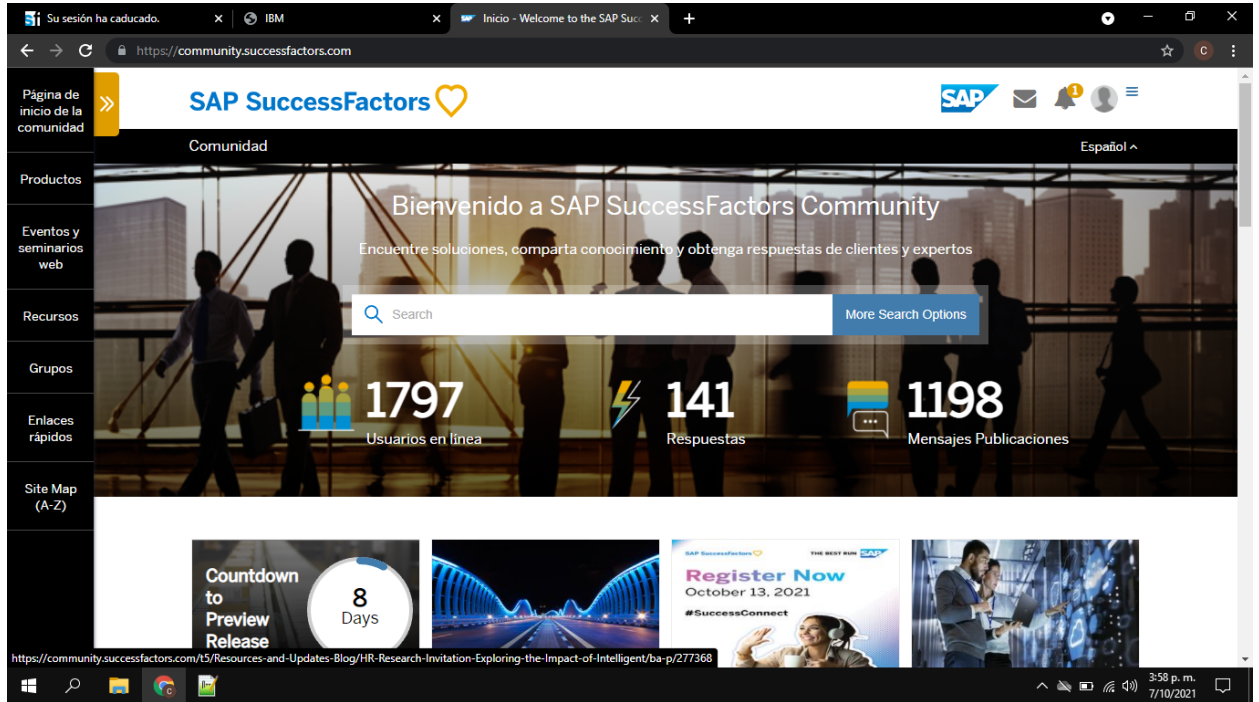 Su sesión ha caducado.
IBM
Inicio - Welcome to the SAP Succ
https://community.successfactors.com
C
Página de
inicio de la
comunidad
Productos
Eventos y
seminarios
web
Recursos
Grupos
Enlaces
rápidos
Site Map
(A-Z)
SAP SuccessFactors
SAP
1
Comunidad
Español
Bienvenido a SAP SuccessFactors Community
Encuentre soluciones, comparta conocimiento y obtenga respuestas de clientes y expertos
Search
More Search Options
1797
Usuarios en línea
141
Respuestas
1198
Mensajes Publicaciones
Countdown
to
Preview
Release
8
Days
SAP SuccessFactors
THE BEST RUN SAP
Register Now
October 13, 2021
#SuccessConnect
https://community.successfactors.com/t5/Resources-and-Updates-Blog/HR-Research-Invitation-Exploring-the-Impact-of-Intelligent/ba-p/277368
C
3:58 p. m.
7/10/2021